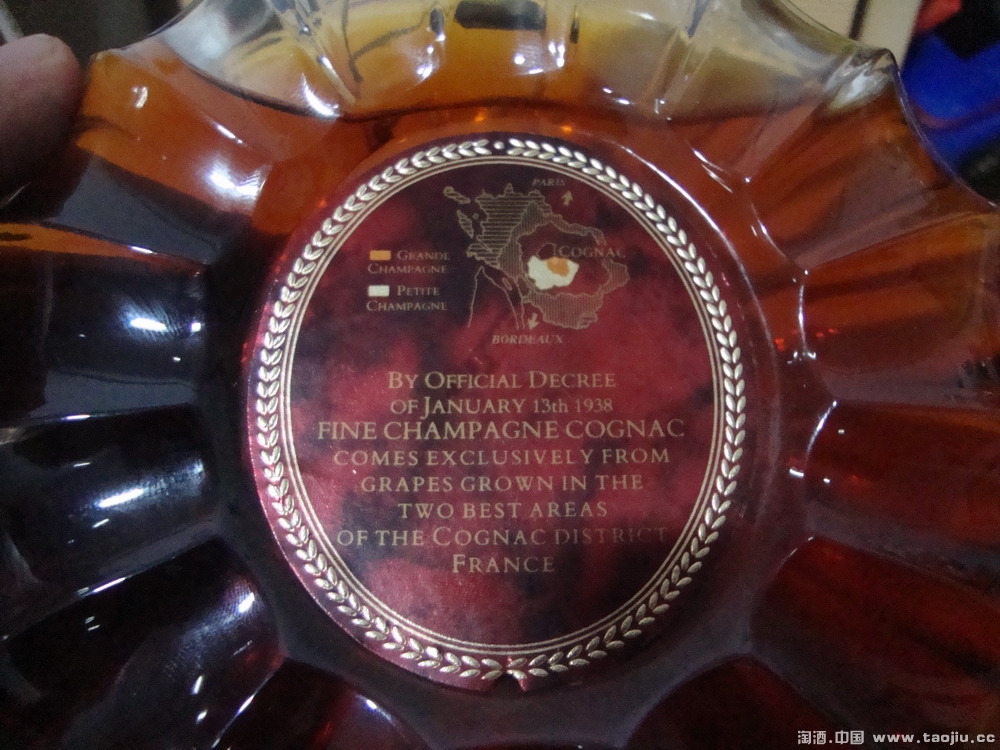 PARIS
COGNAC
GRANDE
CHAMPAGNE
PETITE
CHAMPAGNE
BORDEAUX
BY OFFICIAL DECREE
OF JANUARY 13th 1938
FINE CHAMPAGNE COGNAC
COMES EXCLUSIVELY FROM
GRAPES GROWN IN THE
TWO BEST AREAS
OF THE COGNAC DISTRICT
FRANCE
淘酒.中国 www.taojiu.cc